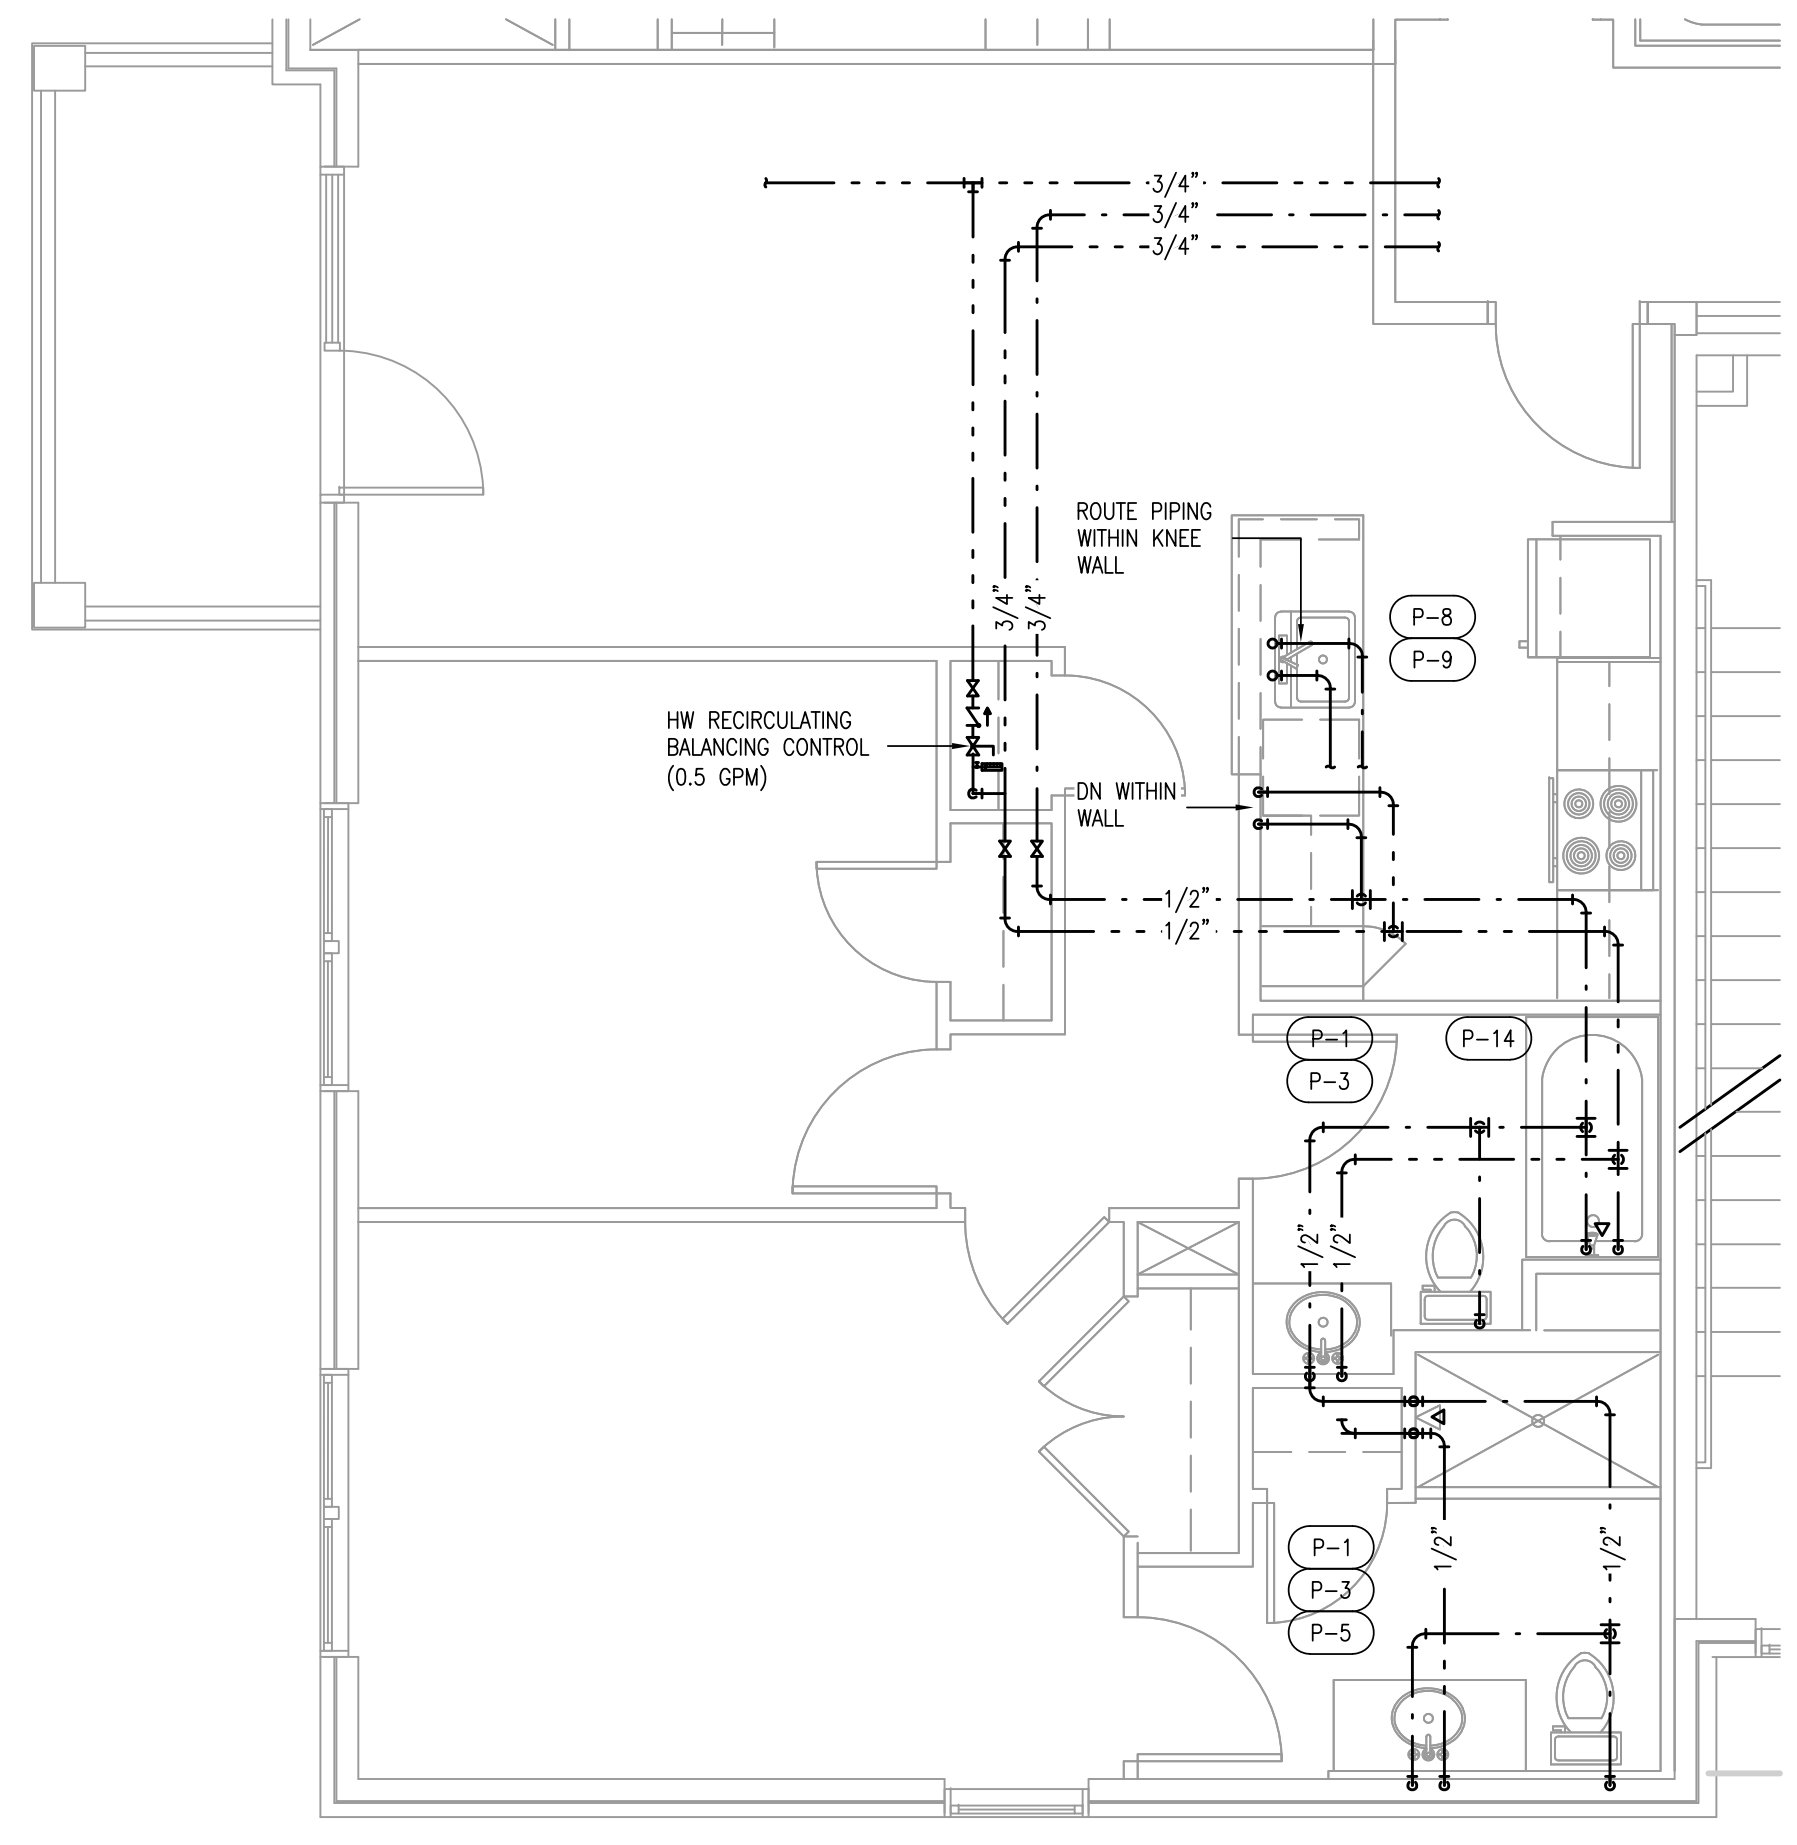 3/4"
3/4"
3/4"
ROUTE PIPING
WITHIN KNEE
WALL
3/4"
3/4"
P-8
P-9
HW RECIRCULATING
BALANCING CONTROL
(0.5 GPM)
DN WITHIN
WALL
1/2"
1/2"
P-1
P-3
P-14
1/2"
1/2"
P-1
P-3
P-5
1/2"
1/2"